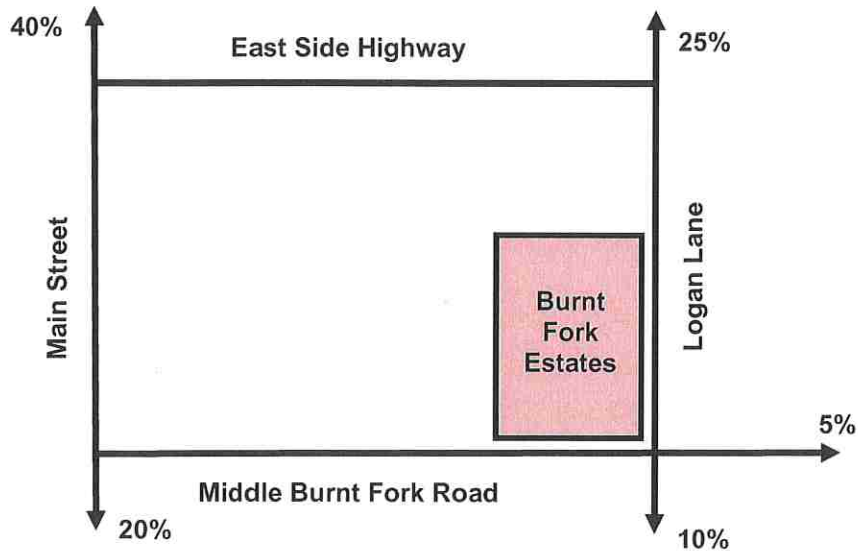 40%
East Side Highway
25%
Main Street
Logan Lane
Burnt
Fork
Estates
5%
Middle Burnt Fork Road
20%
10%